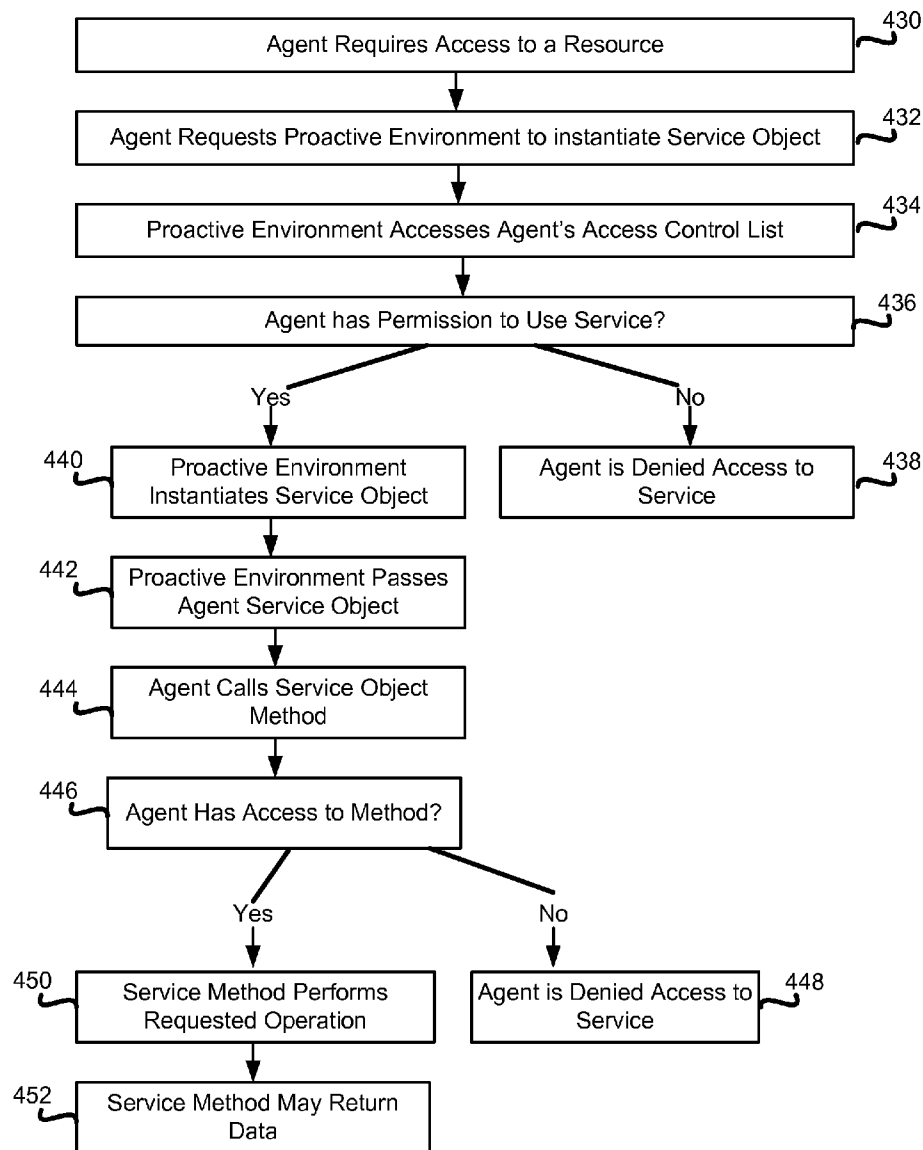 Agent Requires Access to a Resource
430
Agent Requests Proactive Environment to instantiate Service Object
432
Proactive Environment Accesses Agent's Access Control List
434
Agent has Permission to Use Service?
436
Yes
No
440
Proactive Environment
Instantiates Service Object
Agent is Denied Access to
Service
438
442
Proactive Environment Passes
Agent Service Object
444
Agent Calls Service Object
Method
446
Agent Has Access to Method?
Yes
No
450
Service Method Performs
Requested Operation
Agent is Denied Access to
Service
448
452
Service Method May Return
Data